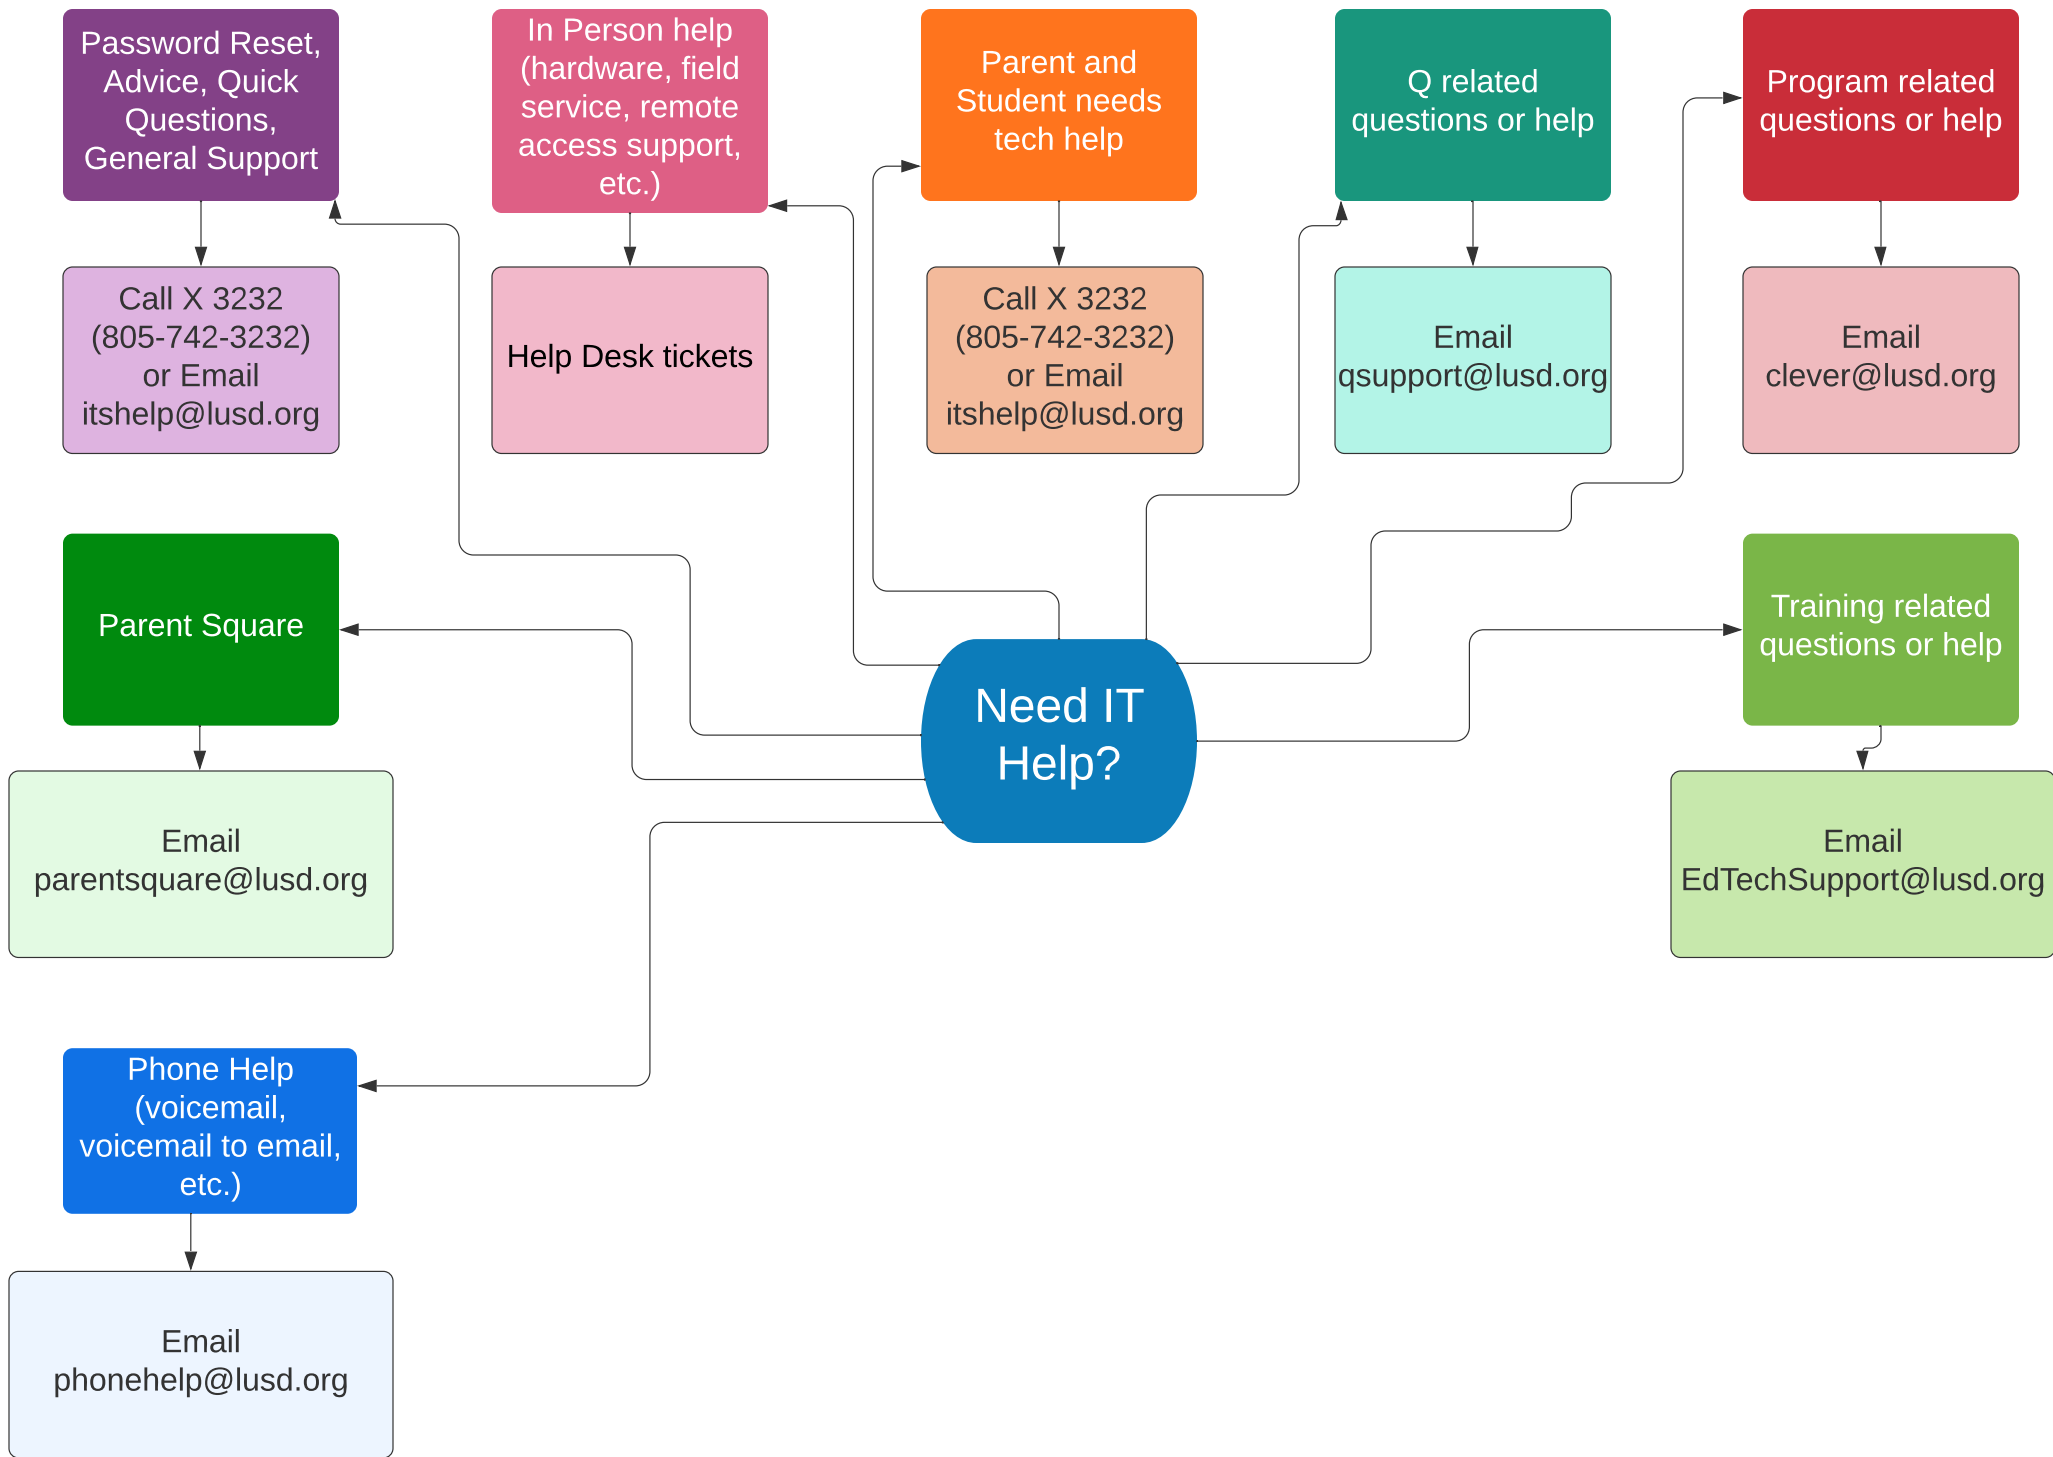 Password Reset,
Advice, Quick
Questions,
General Support
In Person help
(hardware, field
service, remote
access support,
etc.)
Parent and
Student needs
tech help
Q related
questions or help
Program related
questions or help
Call X 3232
(805-742-3232)
or Email
itshelp@lusd.org
Help Desk tickets
Call X 3232
(805-742-3232)
or Email
itshelp@lusd.org
Email
qsupport@lusd.org
Email
clever@lusd.org
Parent Square
Training related
questions or help
Need IT
Help?
Email
parentsquare@lusd.org
Email
EdTechSupport@lusd.org
Phone Help
(voicemail,
voicemail to email,
etc.)
Email
phonehelp@lusd.org